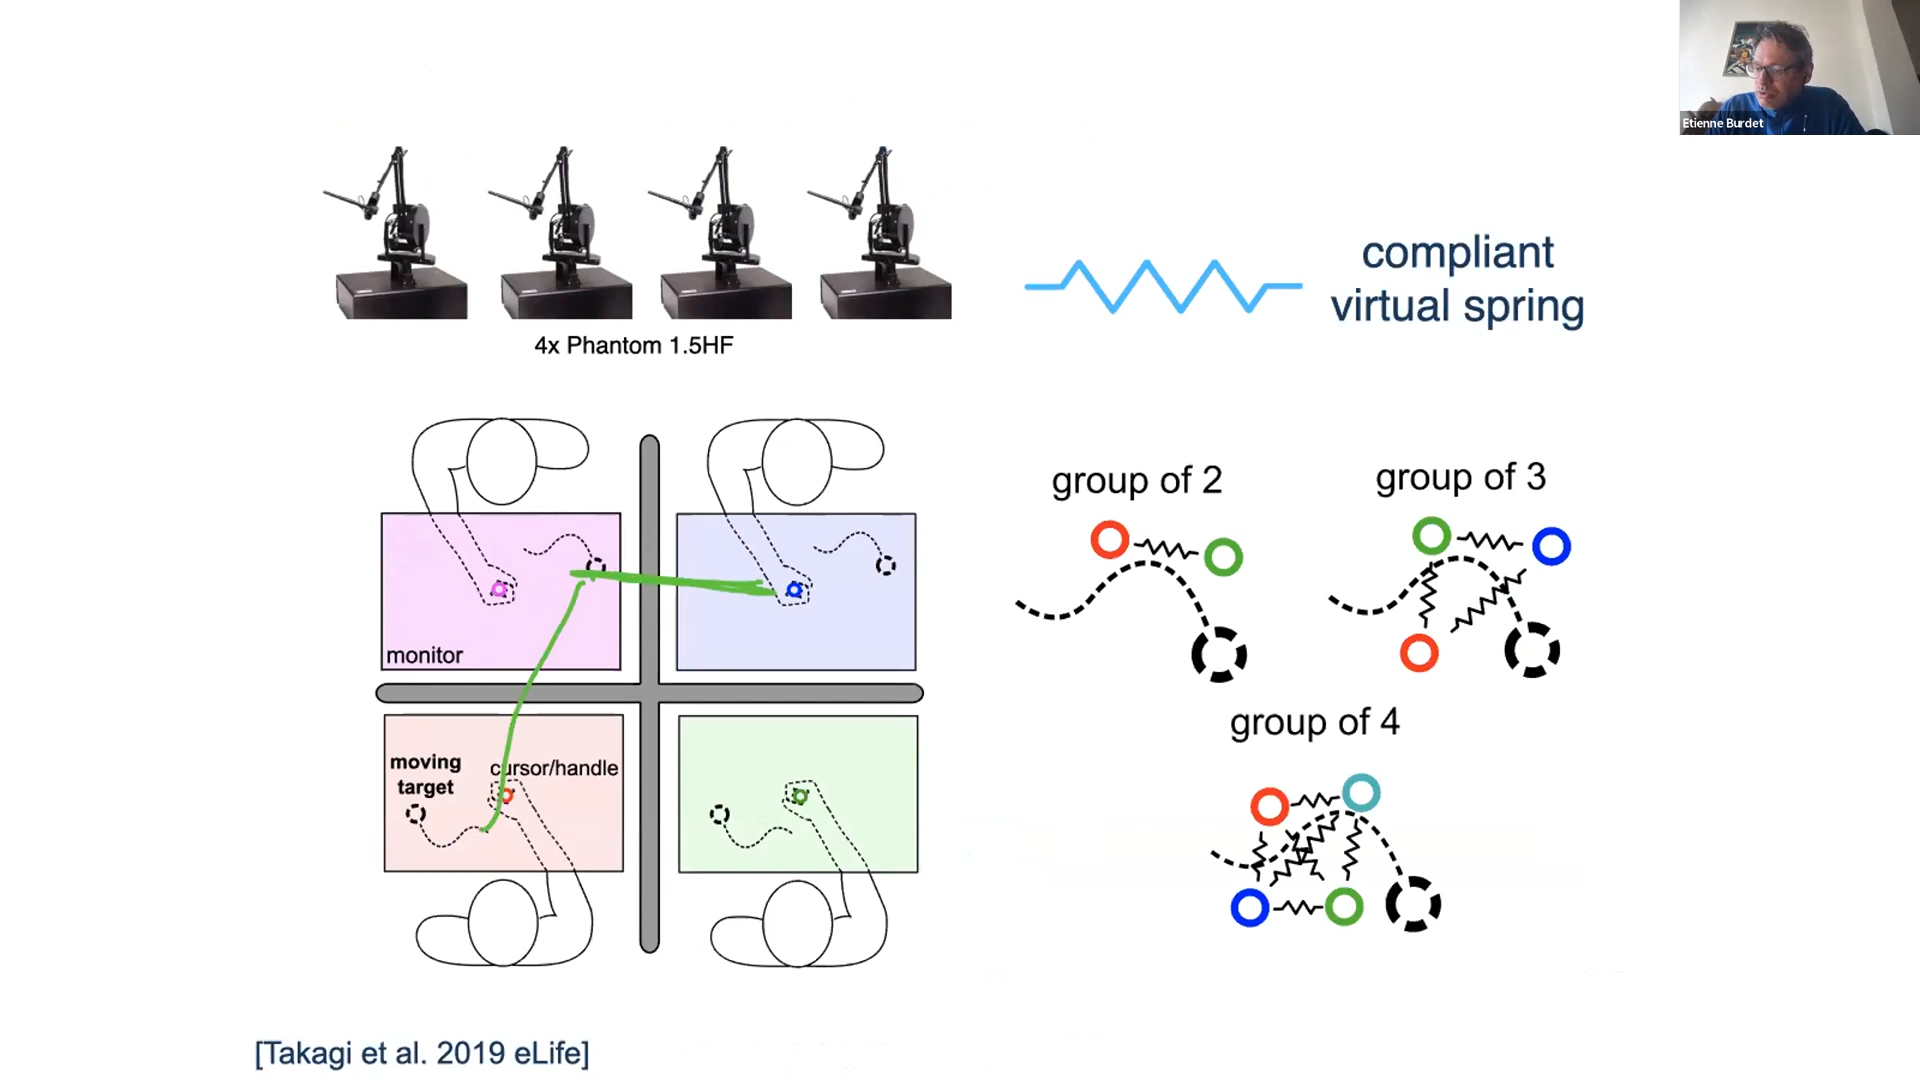 Etienne Burdet
4x Phantom 1.5HF
compliant
virtual spring
group of 2
group of 3
monitor
group of 4
moving
target
cursor/handle
[Takagi et al. 2019 eLife]